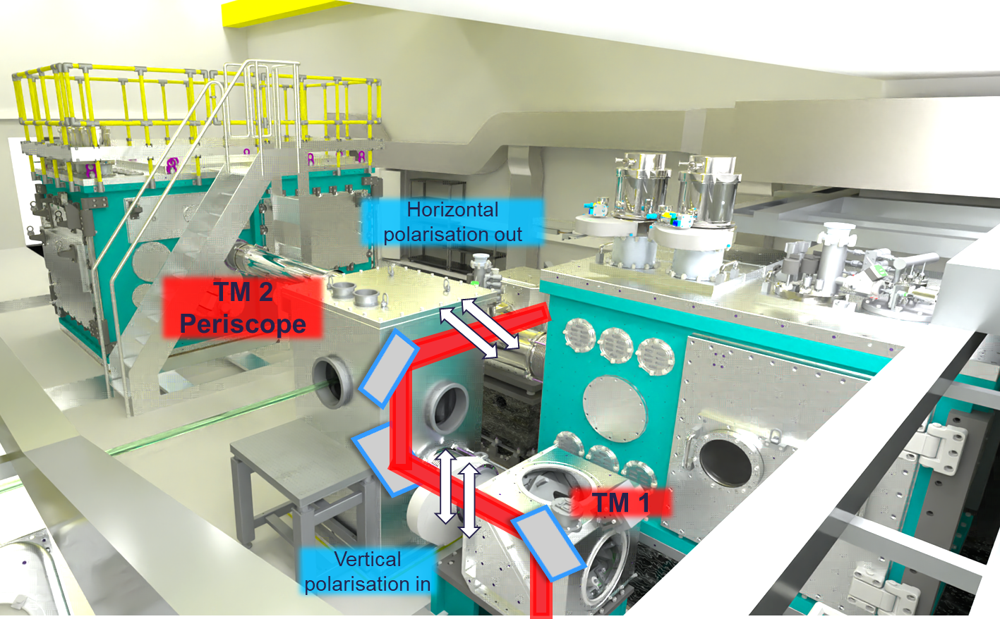 Horizontal
polarisation out
TM 2
Periscope
TM 1
Vertical
polarisation in